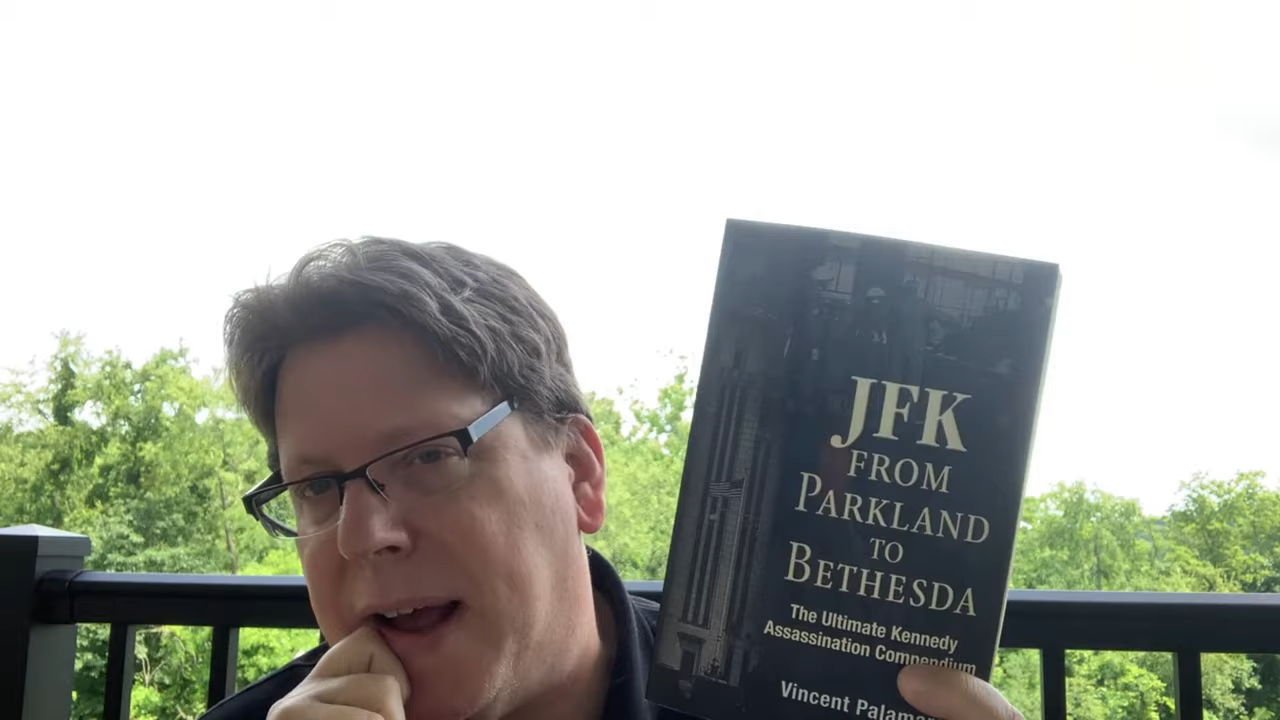 JFK
FROM
PARKLAND
TO
BETHESDA
The Ultimate Kennedy
Assassination Compendium
Vincent